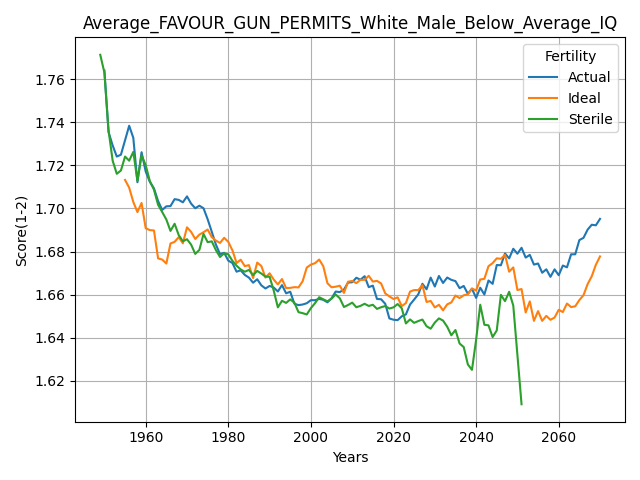 Average_FAVOUR_GUN_PERMITS_White_Male_Below_Average_IQ
Fertility
Actual
Ideal
Sterile
Score(1-2)
1.76
1.74
1.72
1.70
1.68
1.66
1.64
1.62
1960 1980 2000 2020 2040 2060
Years